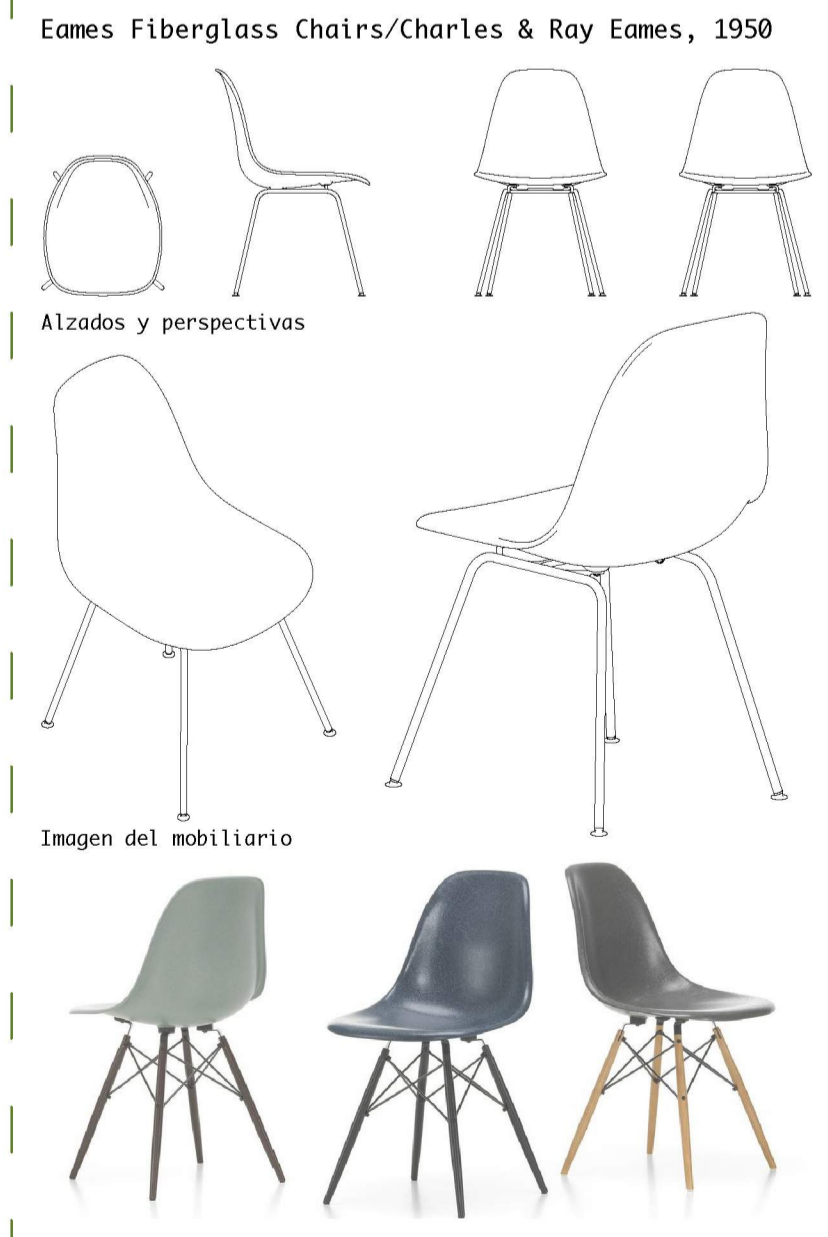 Eames Fiberglass Chairs/Charles & Ray Eames, 1950
Alzados y perspectivas
Imagen del mobiliario